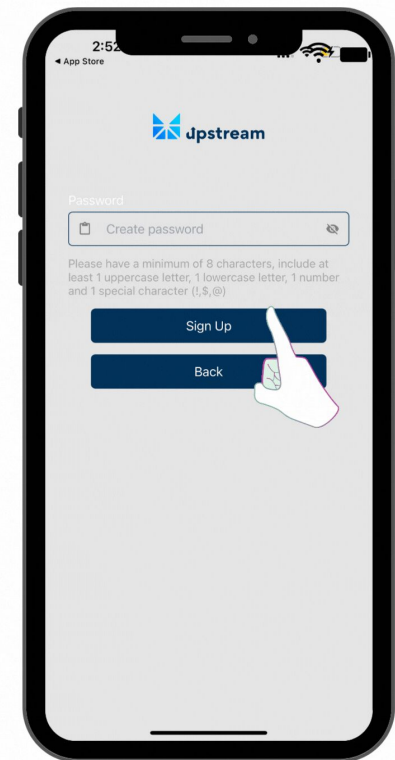 2:52
◀ App Store
Upstream
Password
Create password
Please have a minimum of 8 characters, include at
least 1 uppercase letter, 1 lowercase letter, 1 number
and 1 special character (!,$,@)
Sign Up
Back